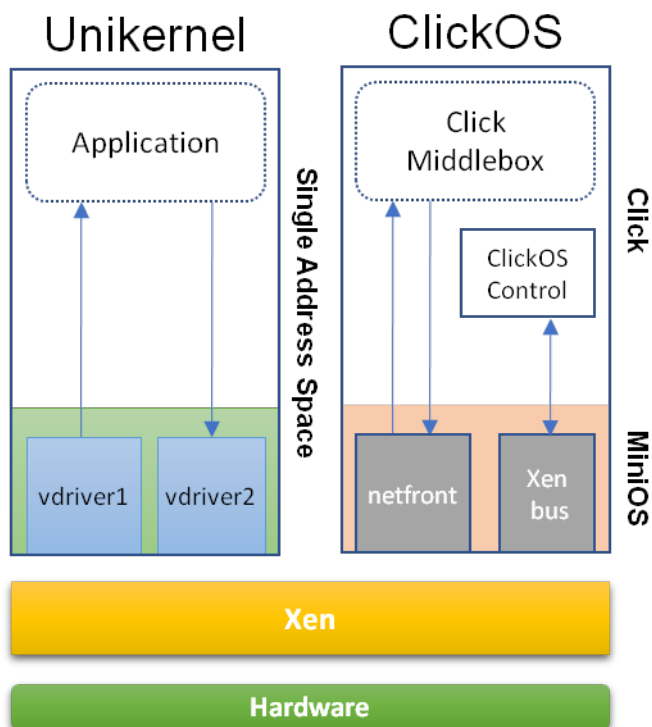 Unikernel
ClickOS
Application
Single Address Space
vdriver1
vdriver2
Click
Middlebox
ClickOS
Control
Click
netfront
Xen
bus
MiniOS
Xen
Hardware